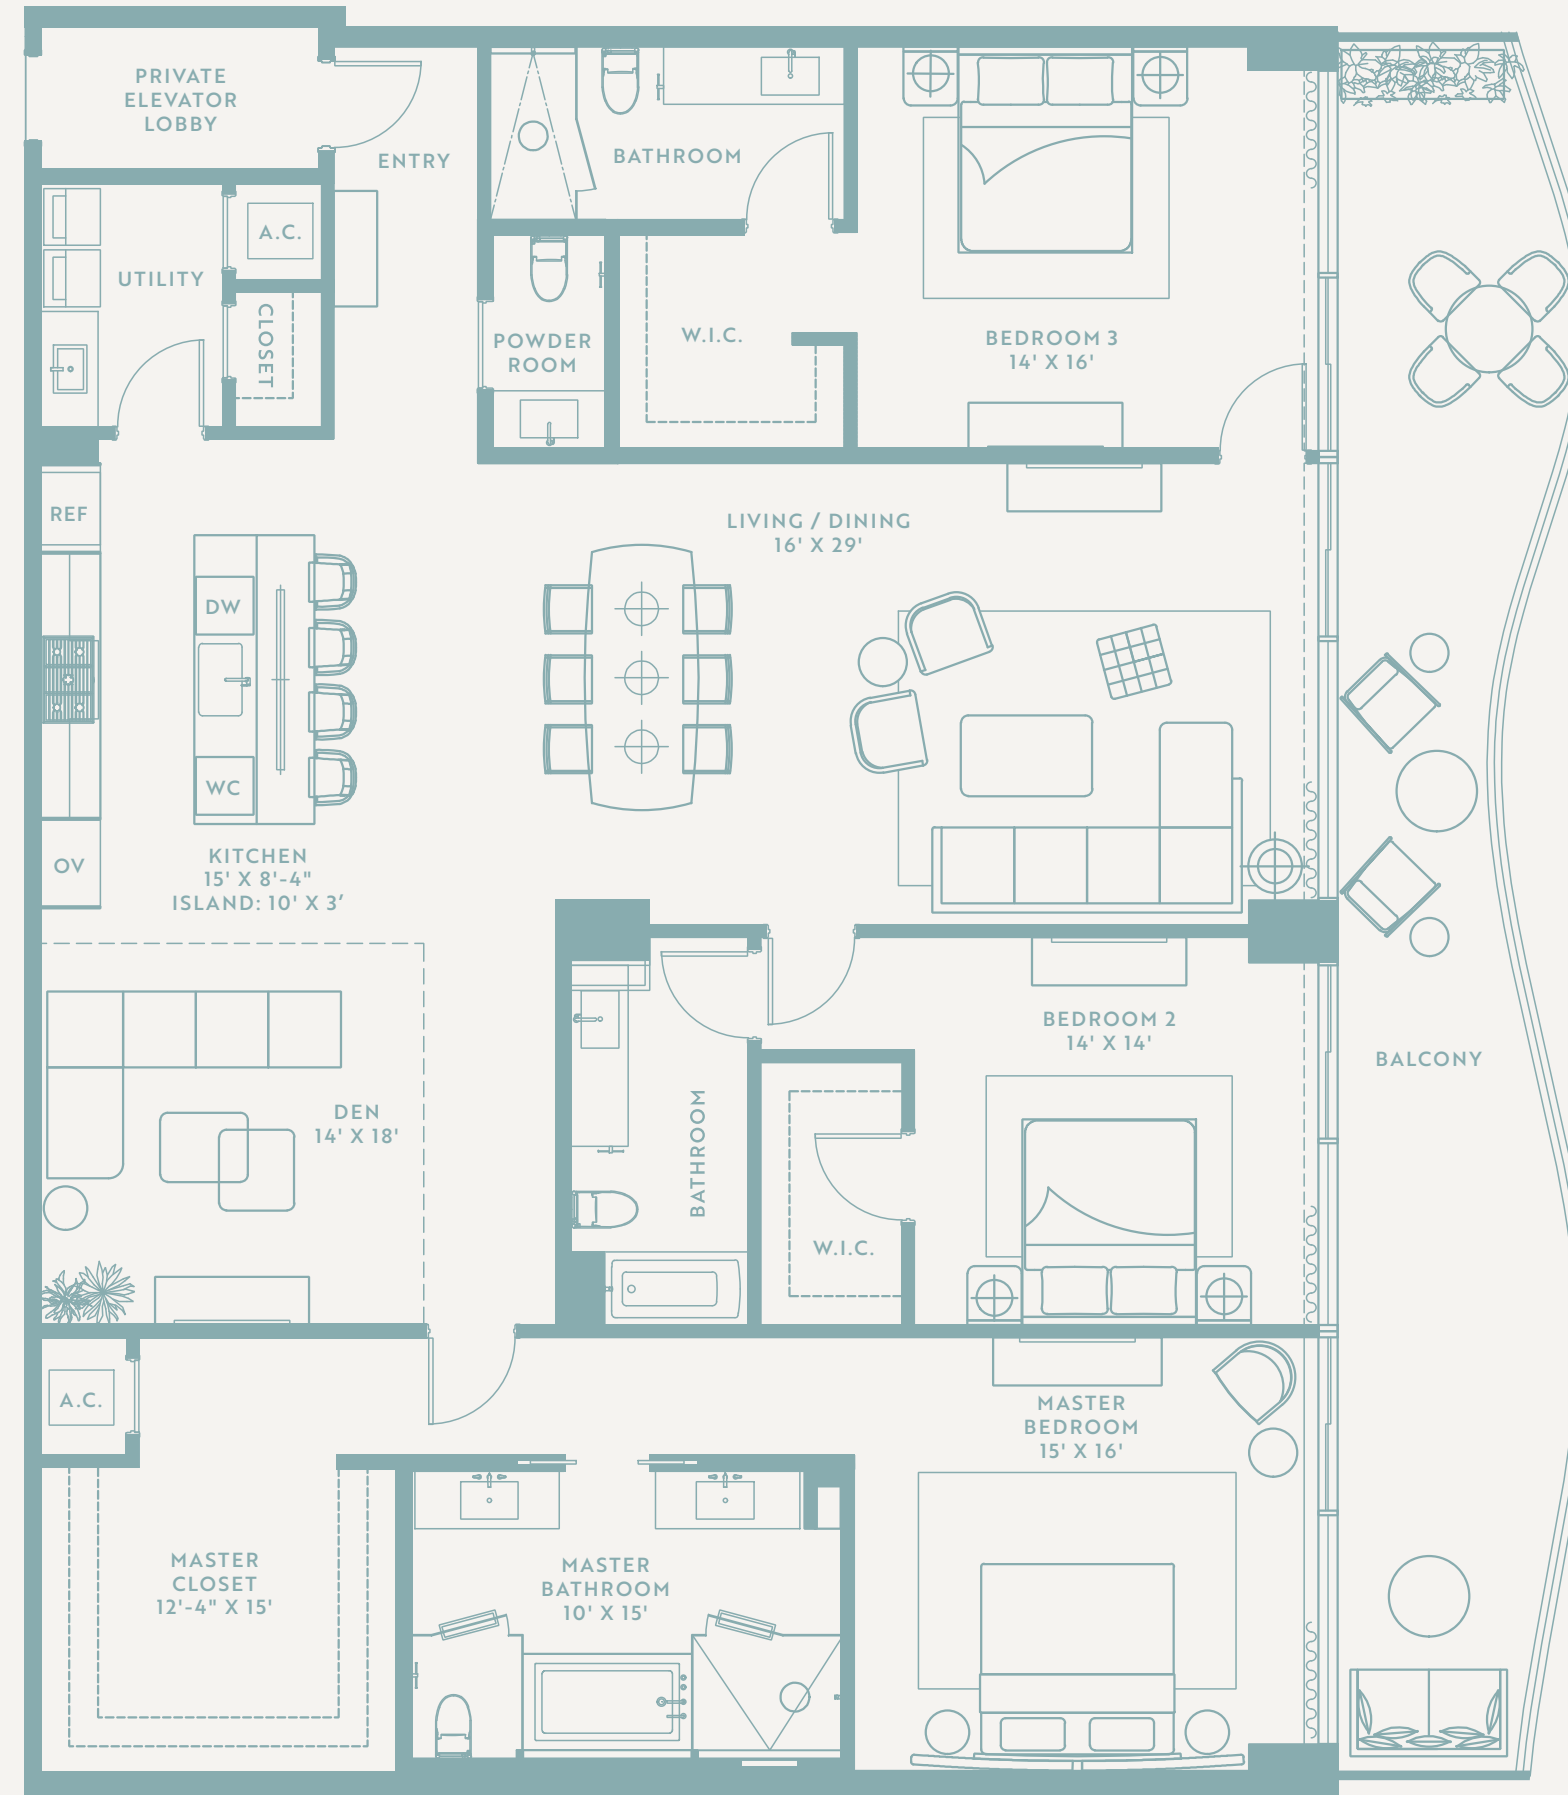 PRIVATE
ELEVATOR
LOBBY
ENTRY
BATHROOM
A.C.
UTILITY
CLOSET
POWDER
ROOM
W.I.C.
BEDROOM 3
14' X 16'
REF
LIVING / DINING
16' X 29'
DW
WC
OV
KITCHEN
15' X 8'-4"
ISLAND: 10' X 3’
BEDROOM 2
14' X 14'
BALCONY
DEN
14' X 18'
BATHROOM
W.I.C.
A.C.
MASTER
BEDROOM
15' X 16'
MASTER
CLOSET
12'-4" X 15'
MASTER
BATHROOM
10' X 15'